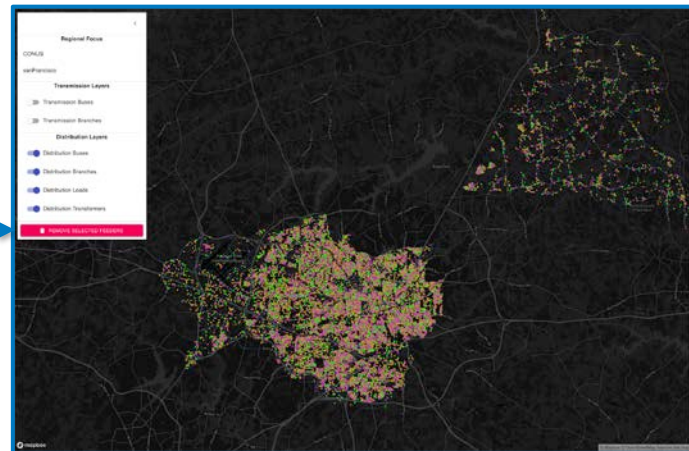 Regional Focus
CONUS
sanFrancisco
Transmission Layers
Transmission Buses
Transmission Branches
Distribution Layers
Distribution Buses
Distribution Branches
Distribution Loads
Distribution Transformers
REMOVE SELECTED FEEDERS
mapbox